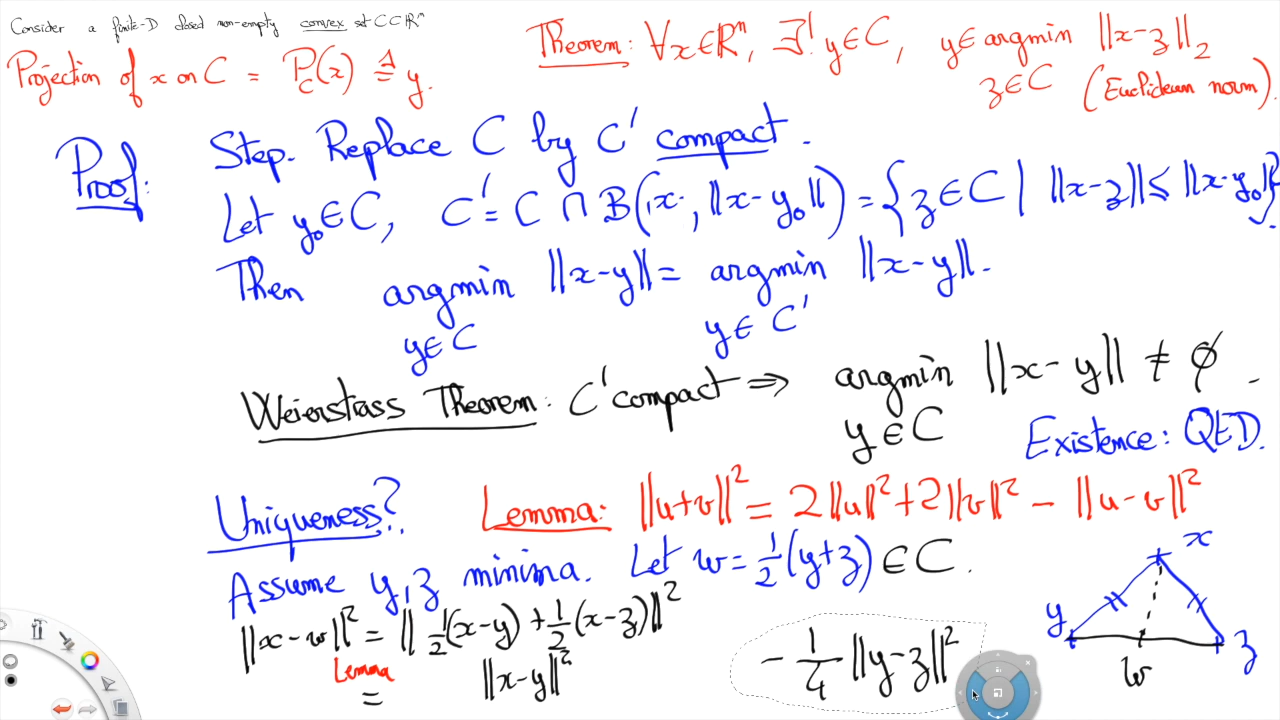 Consider a finite-D closed non-empty convex set C⊂ℝⁿ
Theorem: ∀x∈ℝⁿ, ∃! y∈C, y∈argmin ‖x-z‖₂
z∈C (Euclidean norm).
Projection of x on C = P_C(x) ≜ y.
Proof: Step. Replace C by C' compact.
Let y₀∈C, C' = C ∩ B(x, ‖x-y₀‖) = {z∈C | ‖x-z‖≤‖x-y₀‖}.
Then argmin ‖x-y‖ = argmin ‖x-y‖.
y∈C y∈C'
Weierstrass Theorem: C' compact ⇒ argmin ‖x-y‖ ≠ ∅.
y∈C
Existence: QED.
Uniqueness? Lemma: ‖u+v‖² = 2‖u‖²+2‖v‖² - ‖u-v‖²
Assume y,z minima. Let w = ½(y+z) ∈ C.
‖x-w‖² = ‖½(x-y) + ½(x-z)‖²
Lemma
= ‖x-y‖² - ¼‖y-z‖²
x
y
z
w